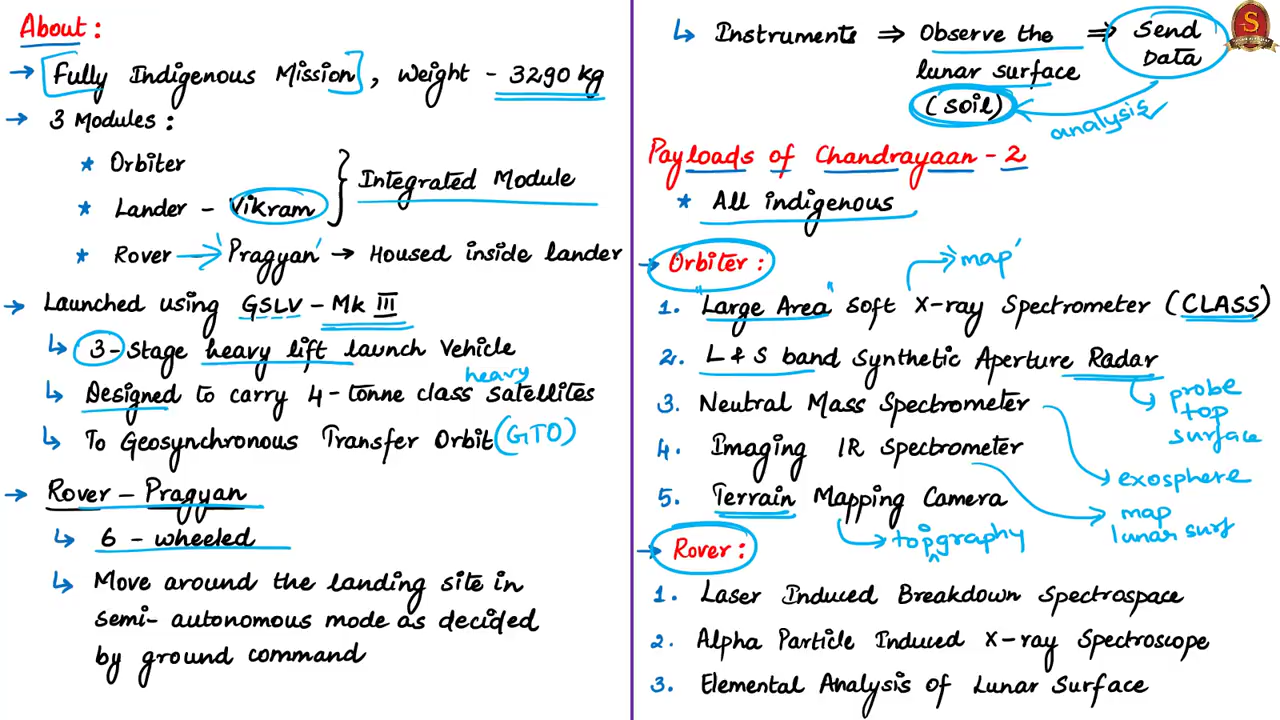 About :
→ [Fully Indigenous Mission], Weight - 3290 kg
→ 3 Modules :
* Orbiter
* Lander - Vikram
} Integrated Module
* Rover → 'Pragyan' → Housed inside lander
→ Launched using GSLV - Mk III
↳ 3-Stage heavy lift launch Vehicle
heavy
↳ Designed to carry 4-tonne class satellites
↳ To Geosynchronous Transfer Orbit (GTO)
→ Rover - Pragyan
↳ 6 - wheeled
↳ Move around the landing site in
semi-autonomous mode as decided
by ground command
↳ Instruments ⇒ Observe the ⇒ Send
lunar surface Data
(soil)
analysis ✓
Payloads of Chandrayaan - 2
* All indigenous
→ Orbiter :
→ map'
1. "Large Area" Soft X-ray Spectrometer (CLASS)
2. L & S band Synthetic Aperture Radar
probe
top
surface
3. Neutral Mass Spectrometer
exosphere
4. Imaging IR Spectrometer
map
lunar surf
5. Terrain Mapping Camera
topgraphy
→ Rover :
1. Laser Induced Breakdown Spectrospace
2. Alpha Particle Induced X-ray Spectroscope
3. Elemental Analysis of Lunar Surface
S